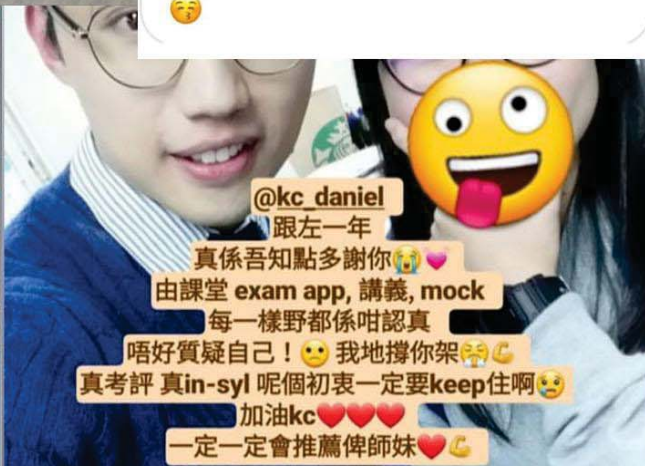 @kc_daniel
跟左一年
真係吾知點多謝你😭💓
由課堂 exam app, 講義, mock
每一樣野都係咁認真
唔好質疑自己！🙁 我地撐你架😤💪
真考評 真in-syl 呢個初衷一定要keep住啊😢
加油kc❤️❤️❤️
一定一定會推薦俾師妹❤️💪